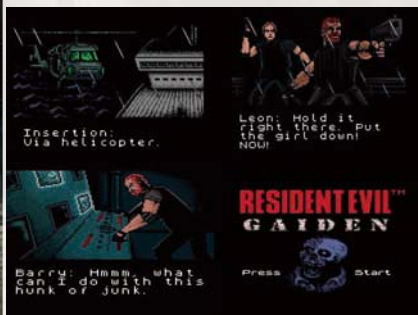 Insertion:
Via helicopter.
Leon: Hold it
right there. Put
the girl down!
NOW!
Barry: Hmmm, what
can I do with this
hunk of junk.
RESIDENT EVIL™
GAIDEN
Press Start